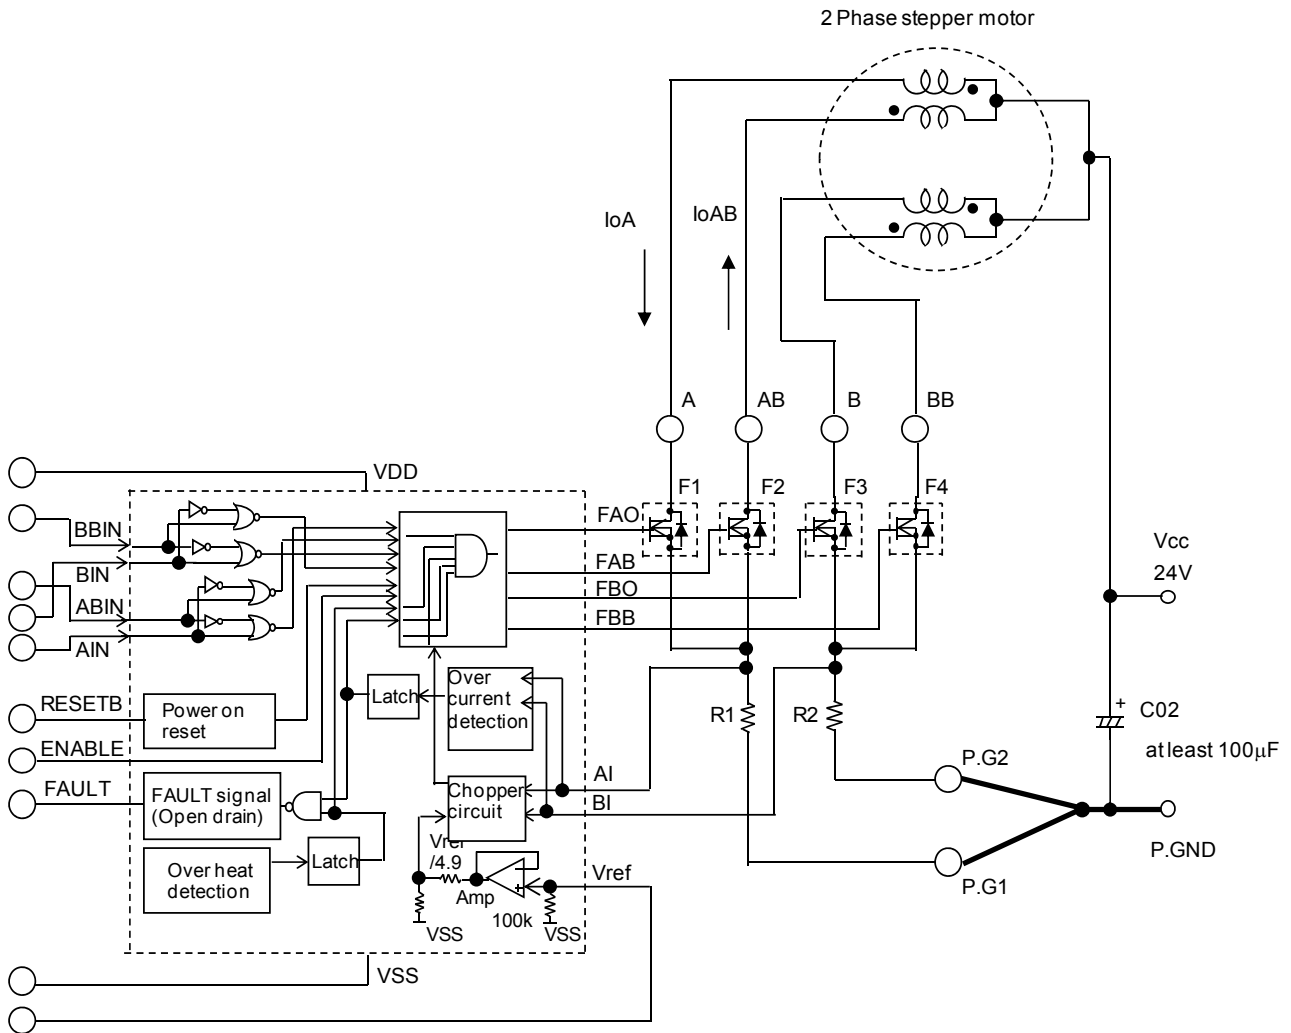 2 Phase stepper motor
IoA
IoAB
A
AB
B
BB
VDD
F1
F2
F3
F4
FAO
BBIN
BIN
FAB
FBO
FBB
ABIN
AIN
Vcc
24V
RESETB
Power on
reset
Latch
Over
current
detection
R1
R2
C02
+
at least 100μF
ENABLE
FAULT
FAULT signal
(Open drain)
Chopper
circuit
AI
BI
P.G2
P.GND
P.G1
Over heat
detection
Latch
Vref
/4.9
Amp
+
100k
Vref
VSS
VSS
VSS